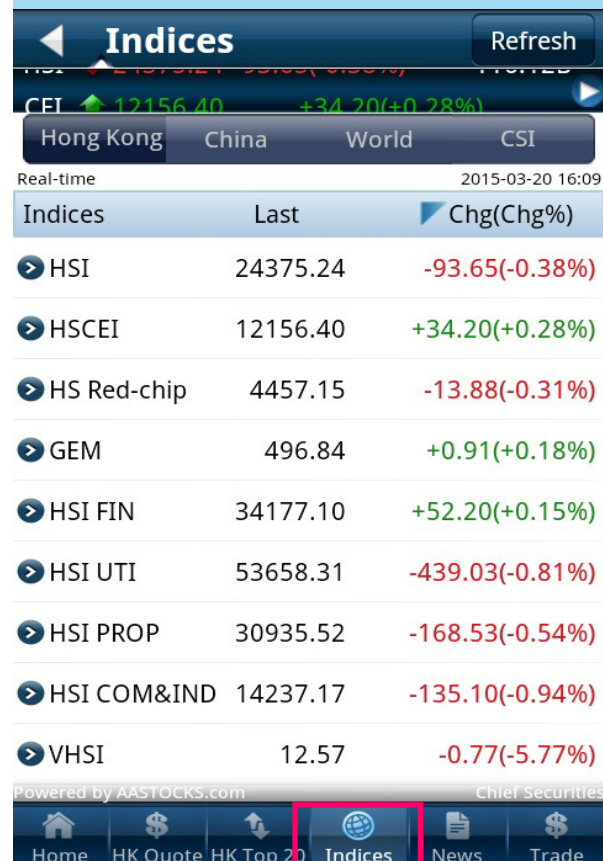 Indices Refresh
CEI 12156.40 +34.20(+0.28%)
Hong Kong China World CSI
Real-time 2015-03-20 16:09
Indices Last Chg(Chg%)
HSI 24375.24 -93.65(-0.38%)
HSCEI 12156.40 +34.20(+0.28%)
HS Red-chip 4457.15 -13.88(-0.31%)
GEM 496.84 +0.91(+0.18%)
HSI FIN 34177.10 +52.20(+0.15%)
HSI UTI 53658.31 -439.03(-0.81%)
HSI PROP 30935.52 -168.53(-0.54%)
HSI COM&IND 14237.17 -135.10(-0.94%)
VHSI 12.57 -0.77(-5.77%)
Powered by AASTOCKS.com Chief Securities
Home HK Quote HK Top 20 Indices News Trade